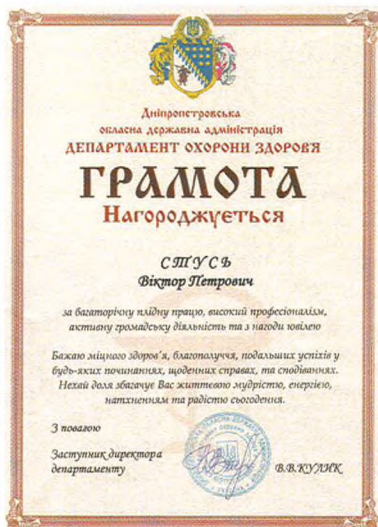 Дніпропетровська
обласна державна адміністрація
ДЕПАРТАМЕНТ ОХОРОНИ ЗДОРОВ'Я
ГРАМОТА
Нагороджується
СТУСЬ
Віктор Петрович
за багаторічну плідну працю, високий професіоналізм,
активну громадську діяльність та з нагоди ювілею
Бажаю міцного здоров'я, благополуччя, подальших успіхів у
будь-яких починаннях, щоденних справах, та сподіваннях.
Нехай доля збагачує Вас життєвою мудрістю, енергією,
натхненням та радістю сьогодення.
З повагою
Заступник директора
департаменту
В.В.КУЛИК